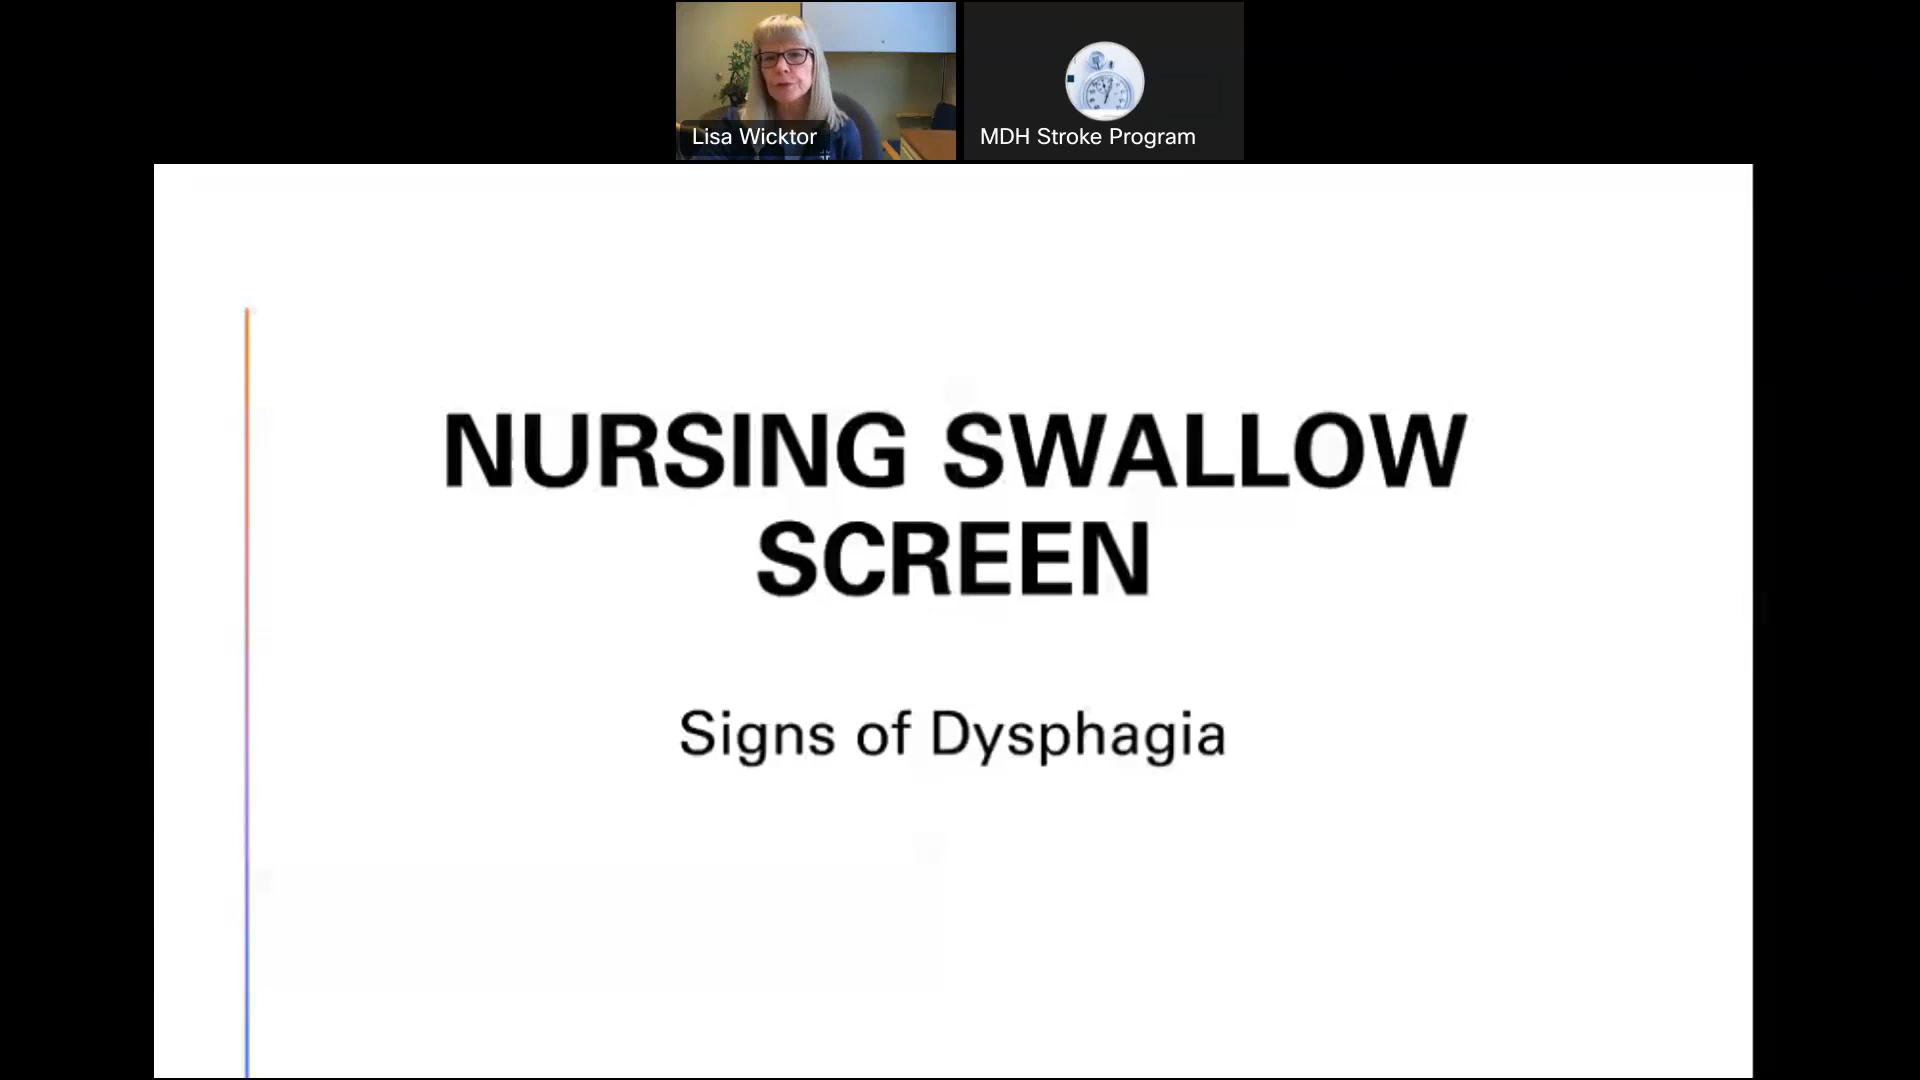 Lisa Wicktor
MDH Stroke Program
NURSING SWALLOW
SCREEN
Signs of Dysphagia